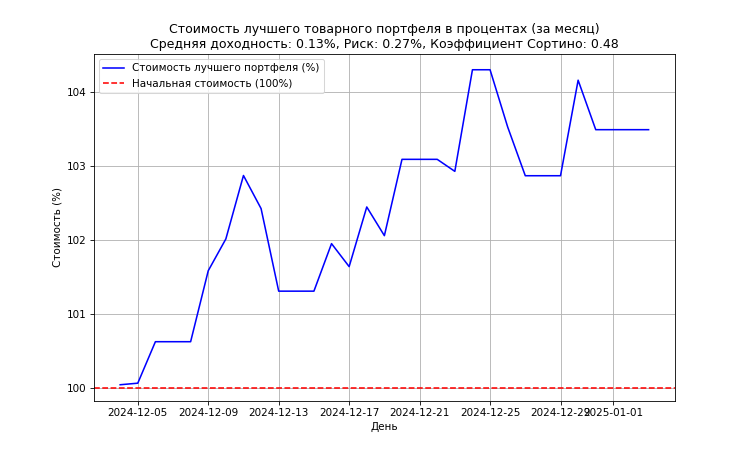 Стоимость лучшего товарного портфеля в процентах (за месяц)
Средняя доходность: 0.13%, Риск: 0.27%, Коэффициент Сортино: 0.48
Стоимость лучшего портфеля (%)
Начальная стоимость (100%)
Стоимость (%)
104
103
102
101
100
2024-12-05 2024-12-09 2024-12-13 2024-12-17 2024-12-21 2024-12-25 2024-12-29 2025-01-01
День